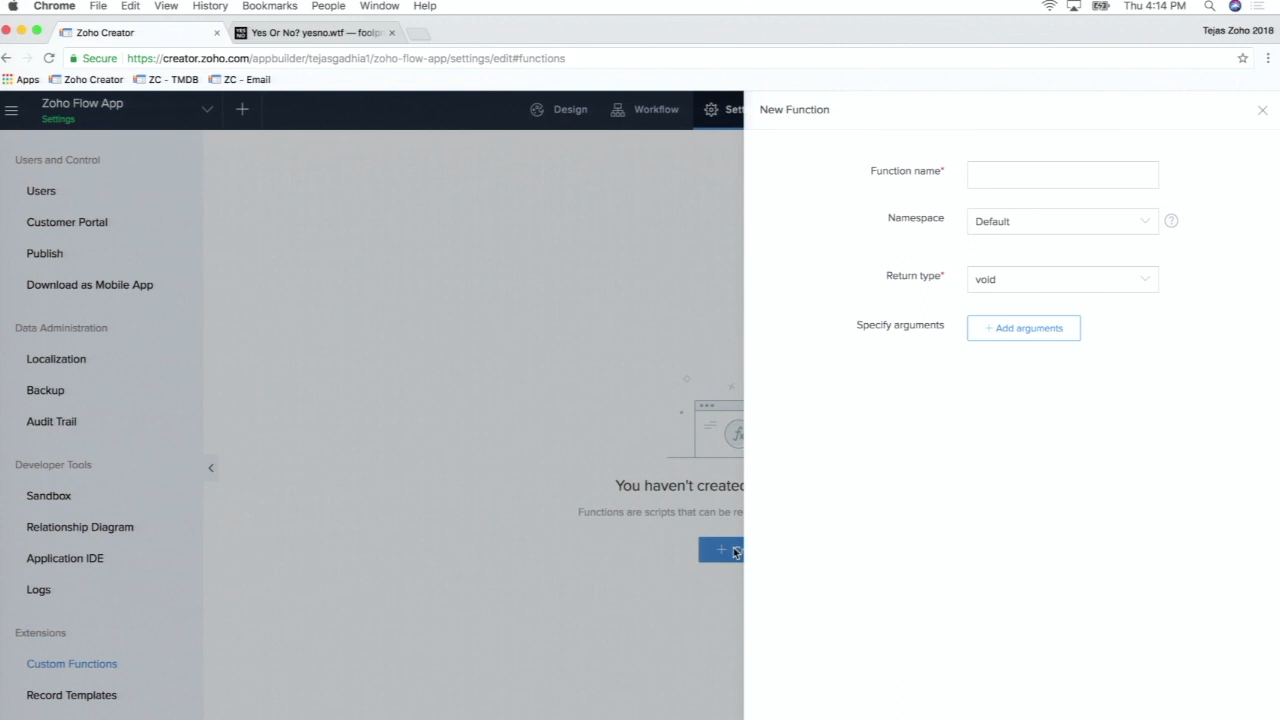 Chrome File Edit View History Bookmarks People Window Help Thu 4:14 PM
Zoho Creator
Yes Or No? yesno.wtf — foolpr
Tejas Zoho 2018
Secure https://creator.zoho.com/appbuilder/tejasgadhia1/zoho-flow-app/settings/edit#functions
Apps Zoho Creator ZC - TMDB ZC - Email
Zoho Flow App
Settings
Design Workflow Sett
New Function
Users and Control
Users
Customer Portal
Publish
Download as Mobile App
Data Administration
Localization
Backup
Audit Trail
Developer Tools
Sandbox
Relationship Diagram
Application IDE
Logs
Extensions
Custom Functions
Record Templates
You haven't created
Functions are scripts that can be re
Function name*
Namespace Default
Return type* void
Specify arguments + Add arguments